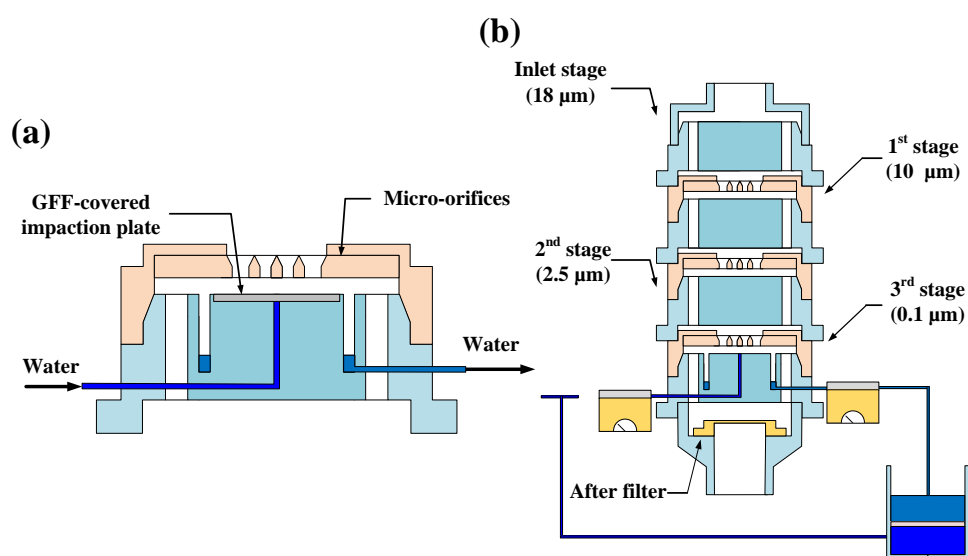 (a)
GFF-covered
impaction plate
Micro-orifices
Water
Water
(b)
Inlet stage
(18 µm)
1st stage
(10 µm)
2nd stage
(2.5 µm)
3rd stage
(0.1 µm)
After filter